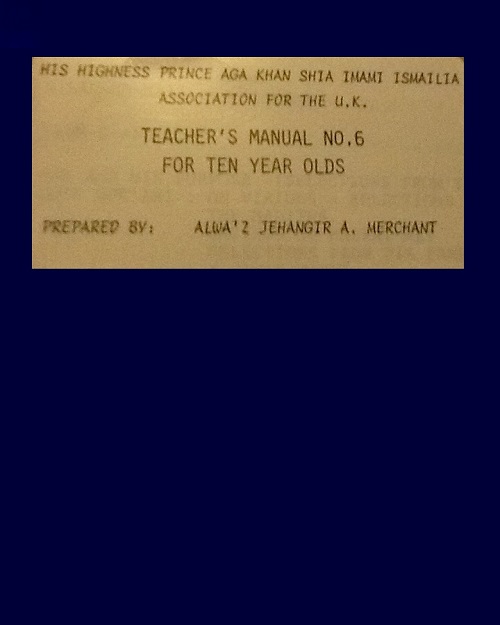 HIS HIGHNESS PRINCE AGA KHAN SHIA IMAMI ISMAILIA
ASSOCIATION FOR THE U.K.
TEACHER'S MANUAL NO.6
FOR TEN YEAR OLDS
PREPARED BY: ALWA'Z JEHANGIR A. MERCHANT